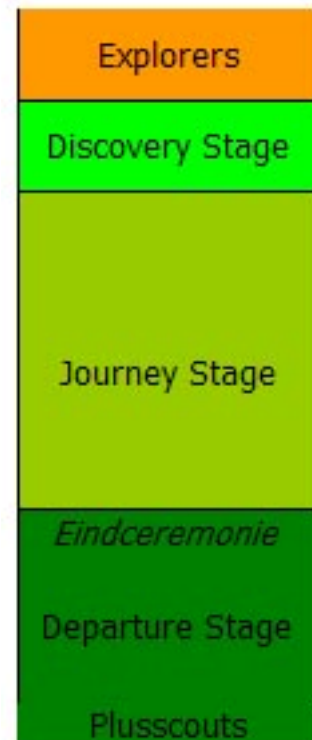 Explorers
Discovery Stage
Journey Stage
Eindceremonie
Departure Stage
Plusscouts